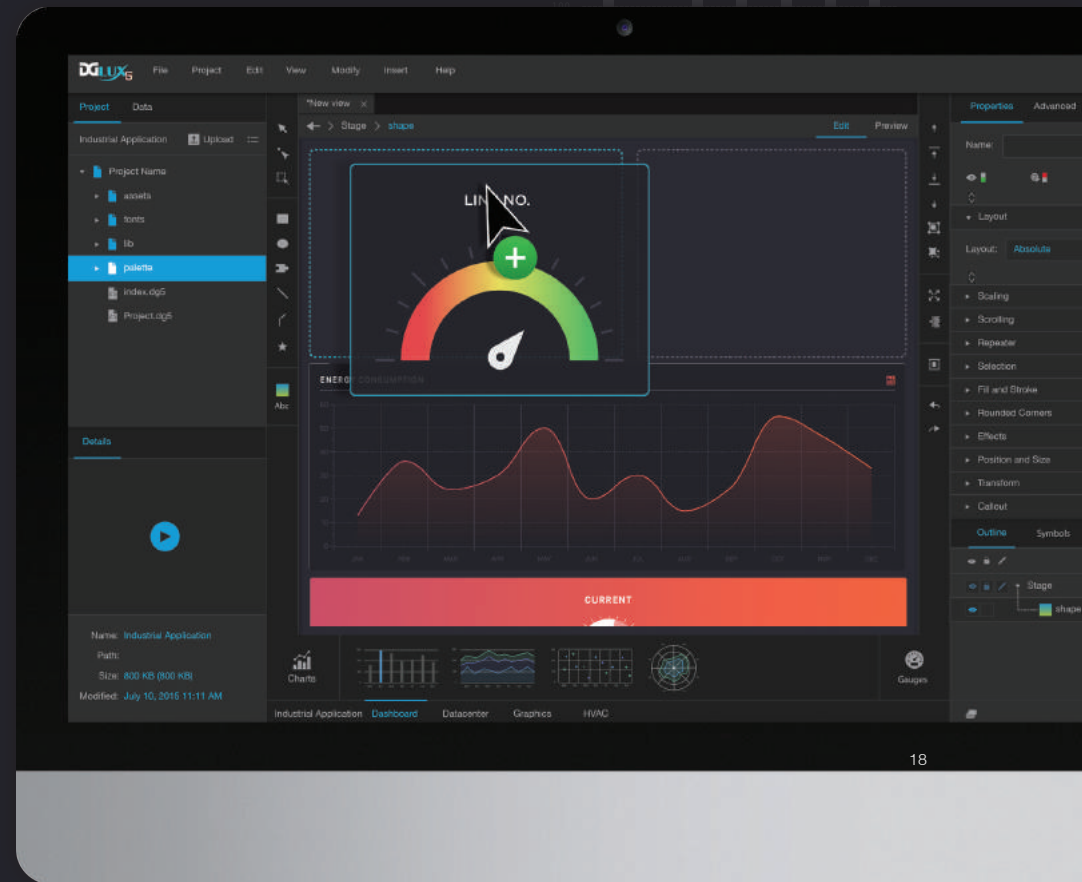 DGLUX5 File Project Edit View Modify Insert Help
Project Data
Industrial Application Upload
Project Name
assets
fonts
lib
palette
index.dg5
Project.dg5
Details
Name: Industrial Application
Path:
Size: 800 KB (800 KB)
Modified: July 10, 2015 11:11 AM
Abc
*New view ×
Stage > shape Edit Preview
NO.
ENERGY CONSUMPTION
CURRENT
Charts
Gauges
Industrial Application Dashboard Datacenter Graphics HVAC
Properties Advanced
Name:
Layout
Layout: Absolute
Scaling
Scrolling
Repeater
Selection
Fill and Stroke
Rounded Corners
Effects
Position and Size
Transform
Callout
Outline Symbols
Stage
shape
18